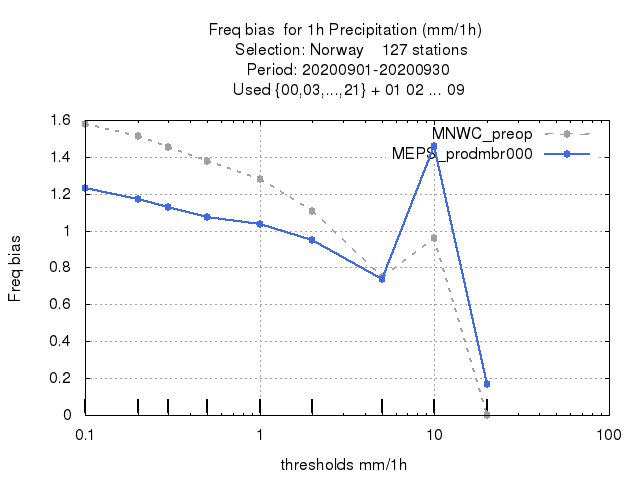 Freq bias  for 1h Precipitation (mm/1h)
Selection: Norway    127 stations
Period: 20200901-20200930
Used {00,03,...,21} + 01 02 ... 09
MNWC_preop
MEPS_prodmbr000
1.6
1.4
1.2
1
0.8
0.6
0.4
0.2
0
Freq bias
0.1
1
10
100
thresholds mm/1h